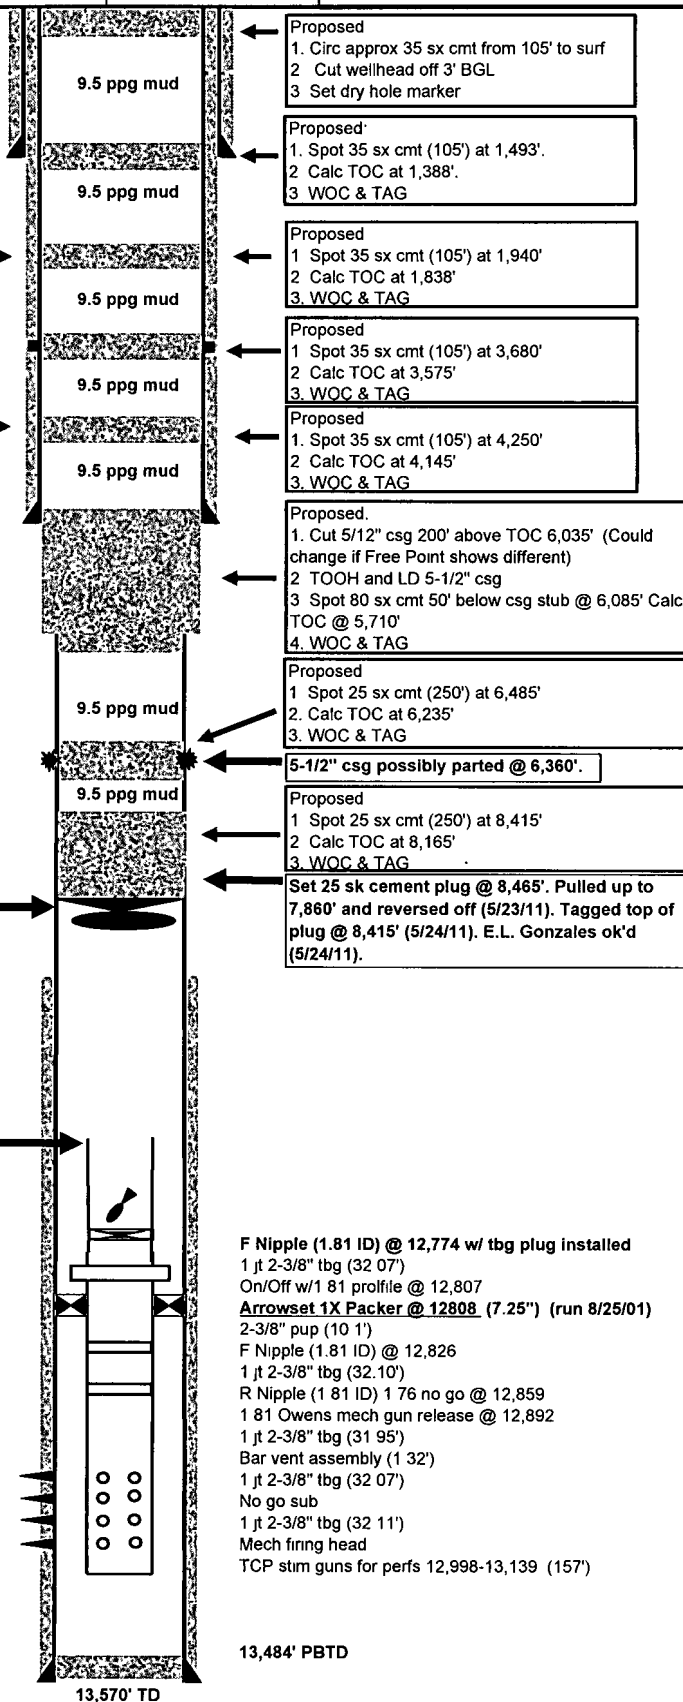 Proposed
1. Circ approx 35 sx cmt from 105' to surf
2 Cut wellhead off 3' BGL
3 Set dry hole marker
9.5 ppg mud
Proposed
1. Spot 35 sx cmt (105') at 1,493'.
2 Calc TOC at 1,388'.
3 WOC & TAG
9.5 ppg mud
Proposed
1 Spot 35 sx cmt (105') at 1,940'
2 Calc TOC at 1,838'
3. WOC & TAG
9.5 ppg mud
Proposed
1 Spot 35 sx cmt (105') at 3,680'
2 Calc TOC at 3,575'
3. WOC & TAG
9.5 ppg mud
Proposed
1. Spot 35 sx cmt (105') at 4,250'
2 Calc TOC at 4,145'
3. WOC & TAG
9.5 ppg mud
Proposed.
1. Cut 5/12" csg 200' above TOC 6,035' (Could
change if Free Point shows different)
2 TOOH and LD 5-1/2" csg
3 Spot 80 sx cmt 50' below csg stub @ 6,085' Calc
TOC @ 5,710'
4. WOC & TAG
Proposed
1 Spot 25 sx cmt (250') at 6,485'
2. Calc TOC at 6,235'
3. WOC & TAG
9.5 ppg mud
5-1/2" csg possibly parted @ 6,360'.
9.5 ppg mud
Proposed
1 Spot 25 sx cmt (250') at 8,415'
2 Calc TOC at 8,165'
3. WOC & TAG
Set 25 sk cement plug @ 8,465'. Pulled up to
7,860' and reversed off (5/23/11). Tagged top of
plug @ 8,415' (5/24/11). E.L. Gonzales ok'd
(5/24/11).
F Nipple (1.81 ID) @ 12,774 w/ tbg plug installed
1 jt 2-3/8" tbg (32 07')
On/Off w/1 81 prolfile @ 12,807
Arrowset 1X Packer @ 12808 (7.25") (run 8/25/01)
2-3/8" pup (10 1')
F Nipple (1.81 ID) @ 12,826
1 jt 2-3/8" tbg (32.10')
R Nipple (1 81 ID) 1 76 no go @ 12,859
1 81 Owens mech gun release @ 12,892
1 jt 2-3/8" tbg (31 95')
Bar vent assembly (1 32')
1 jt 2-3/8" tbg (32 07')
No go sub
1 jt 2-3/8" tbg (32 11')
Mech firing head
TCP stim guns for perfs 12,998-13,139 (157')
13,484' PBTD
13,570' TD